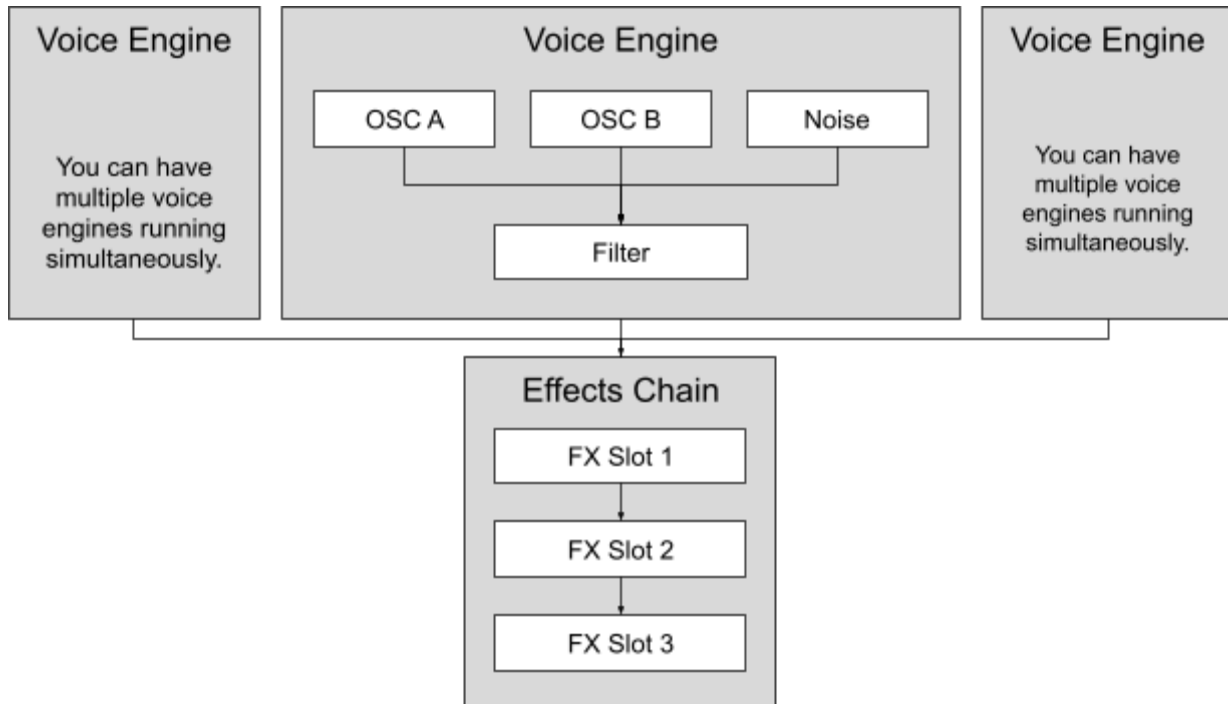 Voice Engine
You can have
multiple voice
engines running
simultaneously.
Voice Engine
OSC A
OSC B
Noise
Filter
Voice Engine
You can have
multiple voice
engines running
simultaneously.
Effects Chain
FX Slot 1
FX Slot 2
FX Slot 3